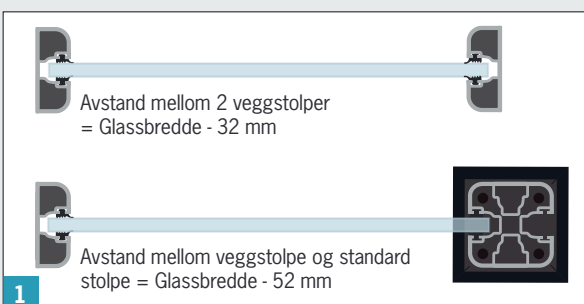 Avstand mellom 2 veggstolper
= Glassbredde - 32 mm
Avstand mellom veggstolpe og standard
stolpe = Glassbredde - 52 mm
1